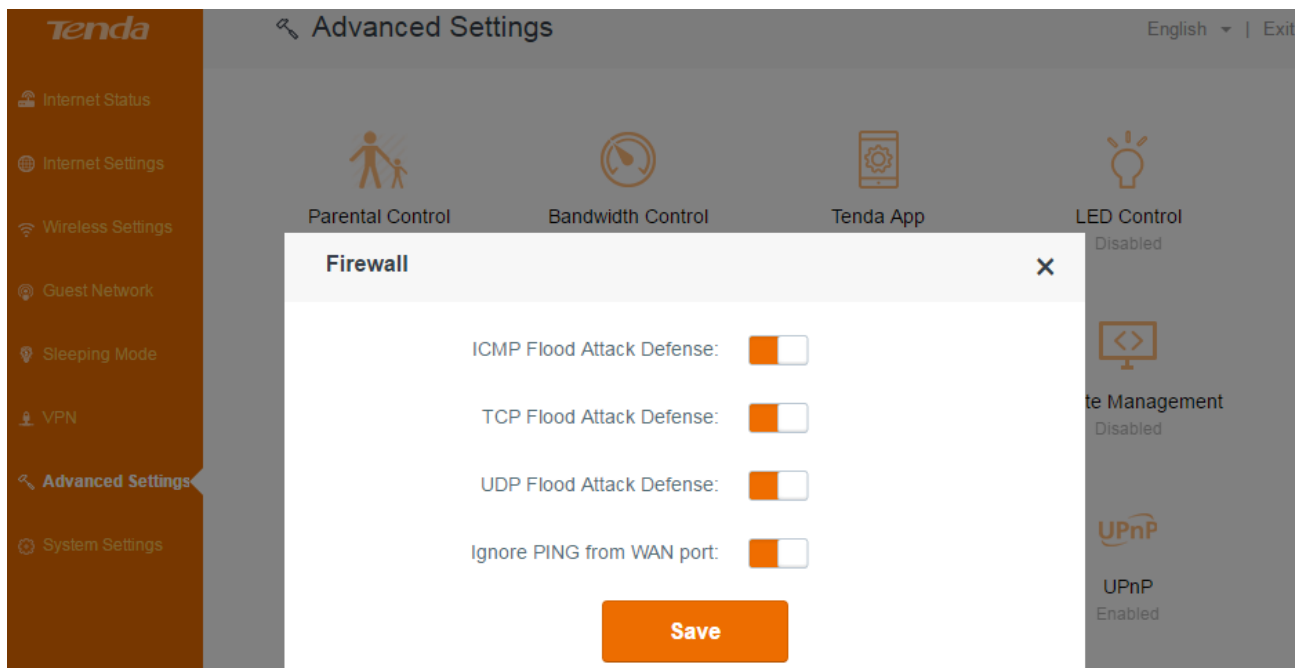 Tenda
Advanced Settings
English | Exit
Internet Status
Internet Settings
Wireless Settings
Guest Network
Sleeping Mode
VPN
Advanced Settings
System Settings
Parental Control
Bandwidth Control
Tenda App
LED Control
Disabled
Firewall
ICMP Flood Attack Defense:
TCP Flood Attack Defense:
UDP Flood Attack Defense:
Ignore PING from WAN port:
Save
te Management
Disabled
UPnP
UPnP
Enabled